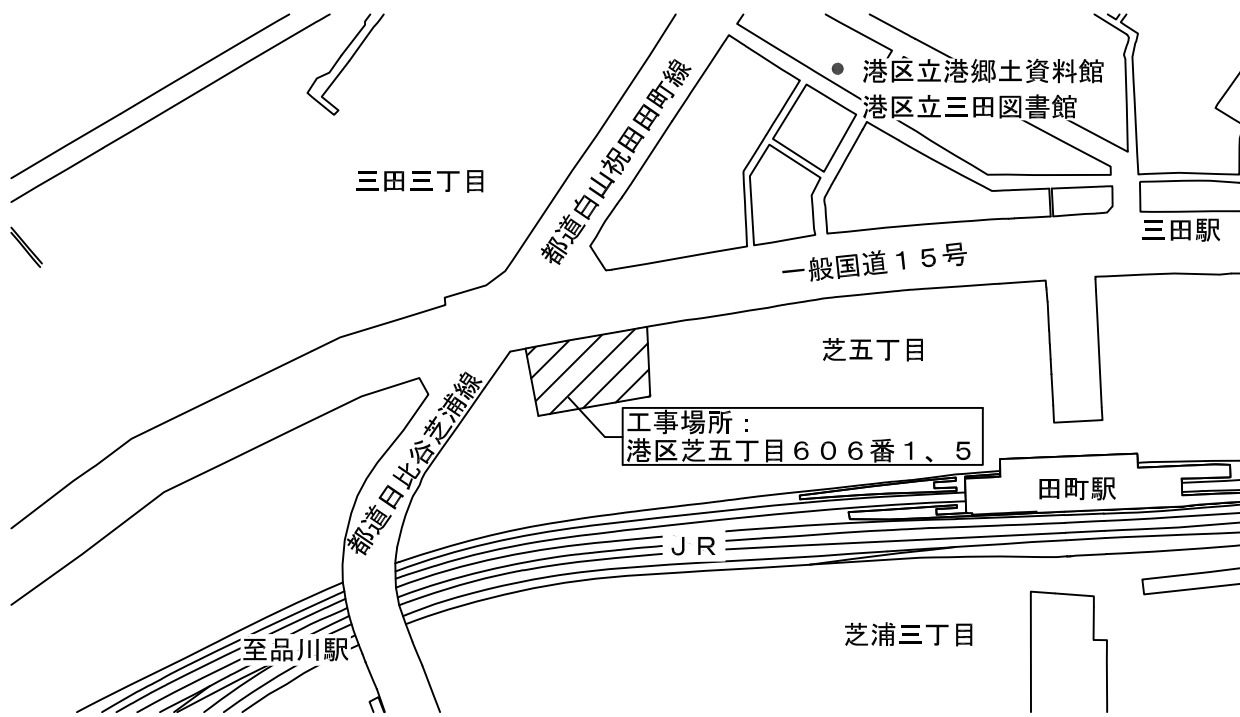 港区立港郷土資料館
港区立三田図書館
都道白山祝田田町線
三田三丁目
三田駅
一般国道15号
芝五丁目
都道日比谷芝浦線
工事場所：
港区芝五丁目606番1、5
田町駅
JR
芝浦三丁目
至品川駅